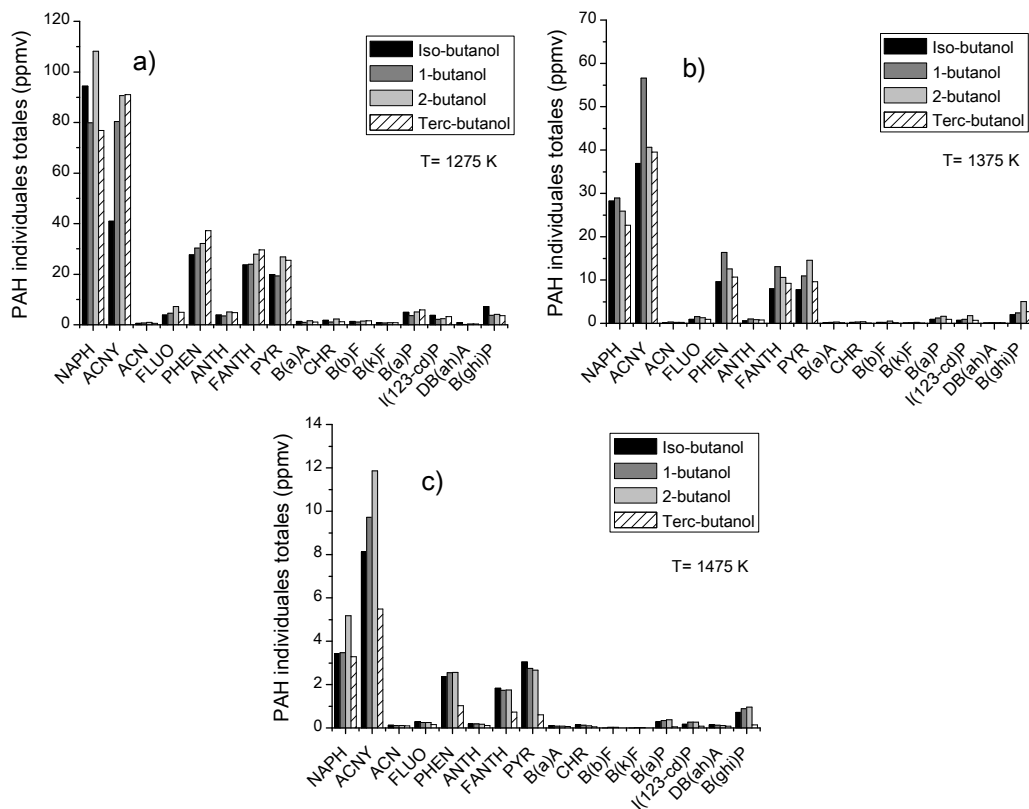 PAH individuales totales (ppmv)
120
100
80
60
40
20
0
a)
Iso-butanol
1-butanol
2-butanol
Terc-butanol
T= 1275 K
NAPH
ACNY
ACN
FLUO
PHEN
ANTH
FANTH
PYR
B(a)A
CHR
B(b)F
B(k)F
B(a)P
I(123-cd)P
DB(ah)A
B(ghi)P
PAH individuales totales (ppmv)
70
60
50
40
30
20
10
0
b)
Iso-butanol
1-butanol
2-butanol
Terc-butanol
T= 1375 K
NAPH
ACNY
ACN
FLUO
PHEN
ANTH
FANTH
PYR
B(a)A
CHR
B(b)F
B(k)F
B(a)P
I(123-cd)P
DB(ah)A
B(ghi)P
PAH individuales totales (ppmv)
14
12
10
8
6
4
2
0
c)
Iso-butanol
1-butanol
2-butanol
Terc-butanol
T= 1475 K
NAPH
ACNY
ACN
FLUO
PHEN
ANTH
FANTH
PYR
B(a)A
CHR
B(b)F
B(k)F
B(a)P
I(123-cd)P
DB(ah)A
B(ghi)P